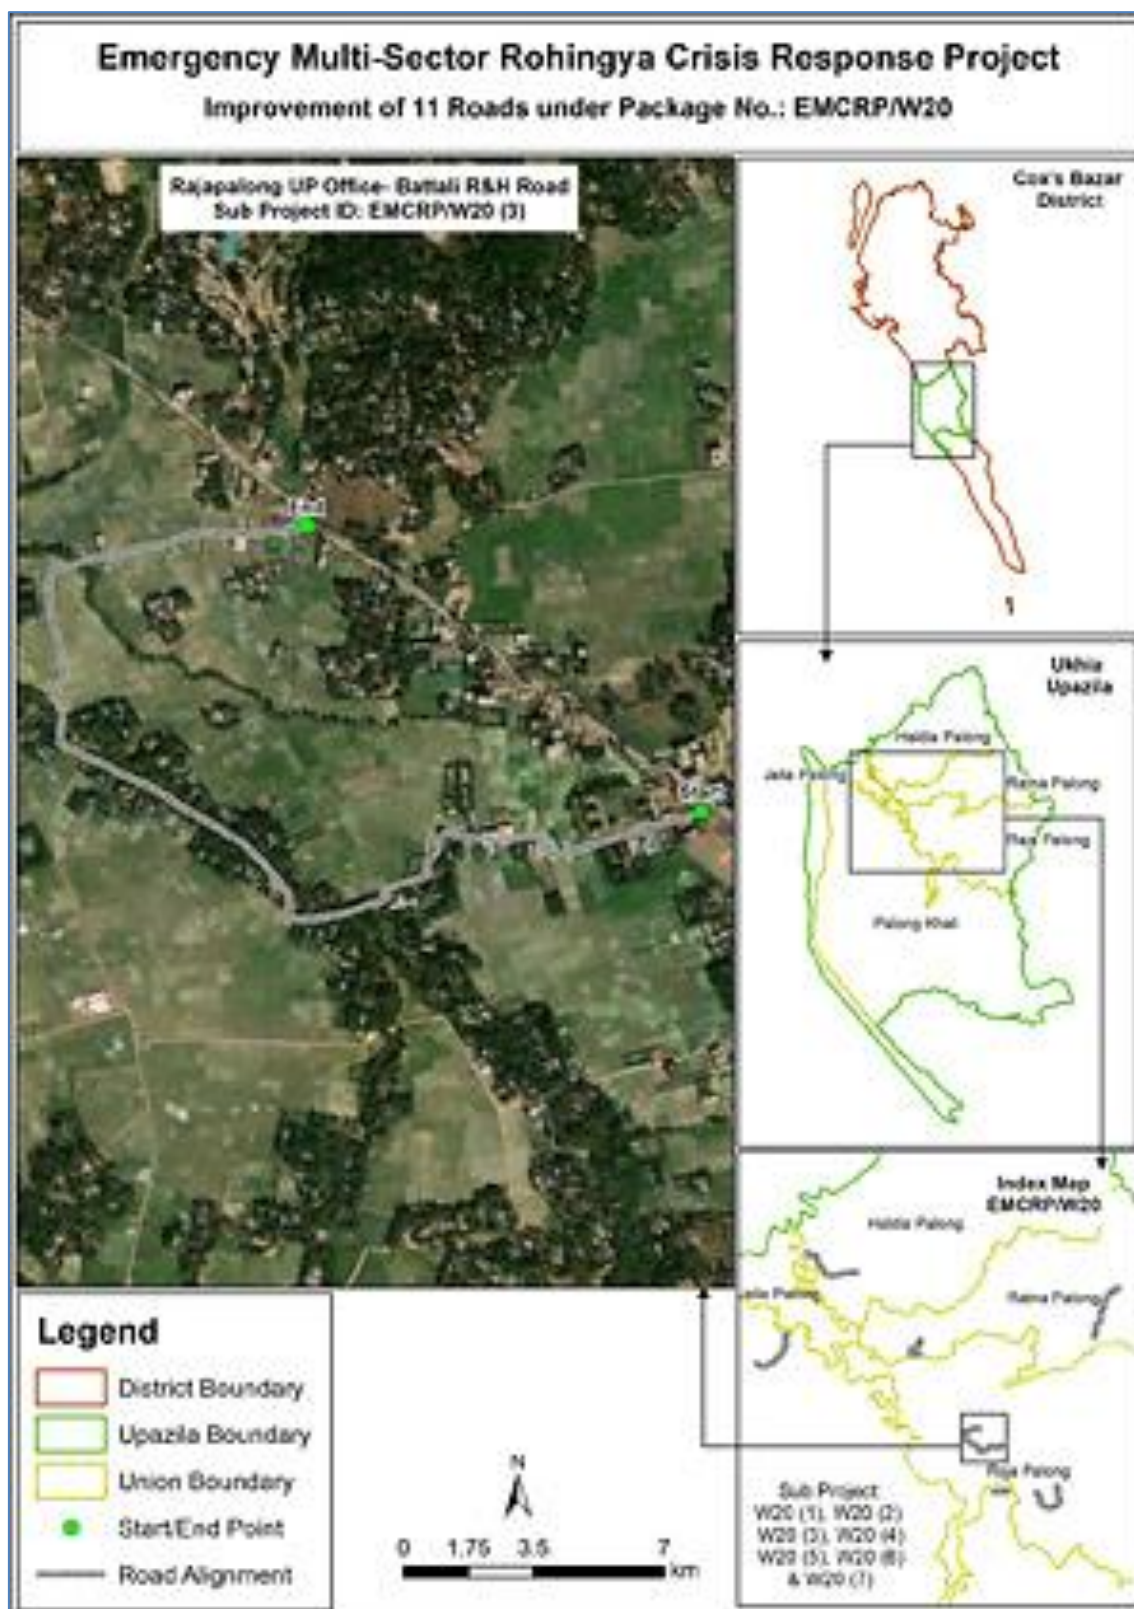 Emergency Multi-Sector Rohingya Crisis Response Project
Improvement of 11 Roads under Package No.: EMCRP/W20
Rajapalong UP Office- Battali R&H Road
Sub Project ID: EMCRP/W20 (3)
Cox's Bazar
District
End
Start
Ukhia
Upazila
Haldia Palong
Jalia Palong
Ratna Palong
Raja Palong
Palong Khali
Index Map
EMCRP/W20
Haldia Palong
Jalia Palong
Ratna Palong
Raja Palong
Sub Project
W20 (1), W20 (2)
W20 (3), W20 (4)
W20 (5), W20 (6)
& W20 (7)
Legend
District Boundary
Upazila Boundary
Union Boundary
Start/End Point
Road Alignment
N
0 1.75 3.5 7
km